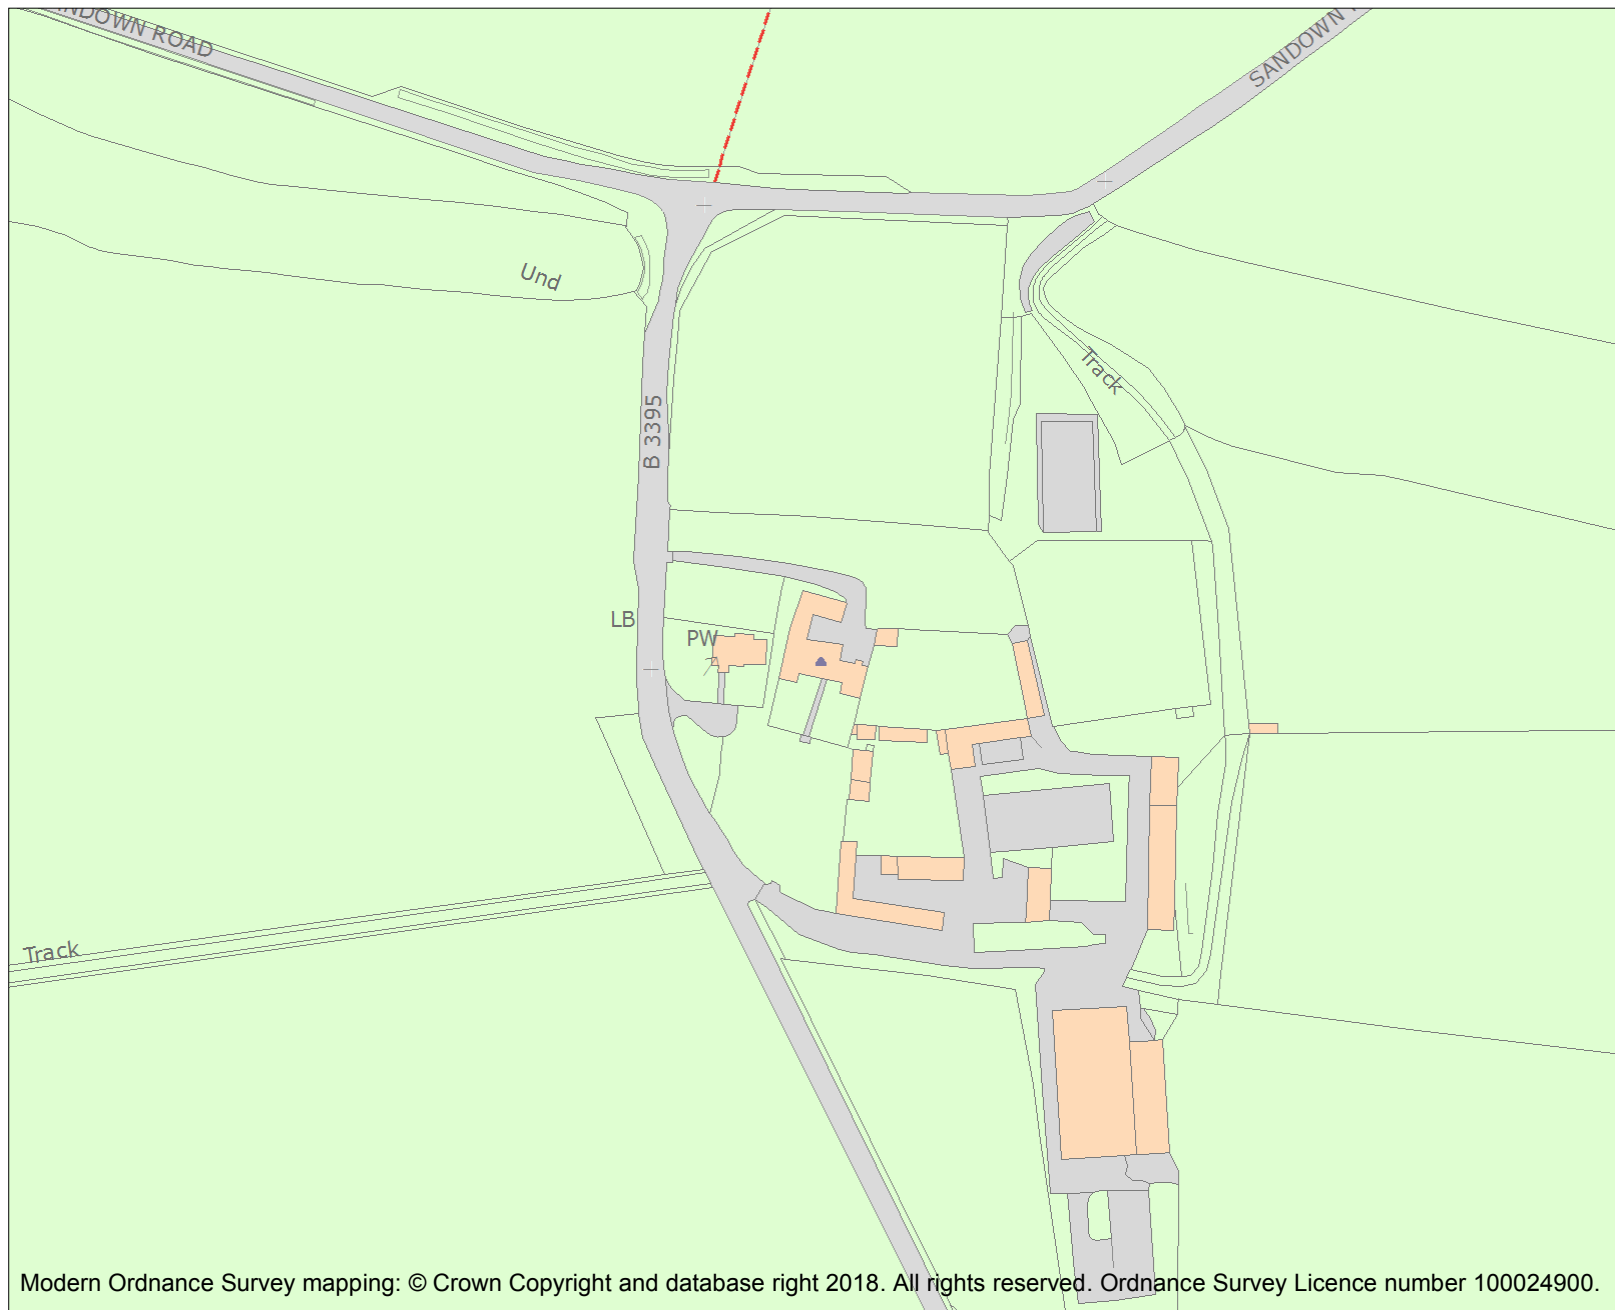 NDOWN ROAD
SANDOWN
Und
Track
B 3395
LB
PW
Track
Modern Ordnance Survey mapping: © Crown Copyright and database right 2018. All rights reserved. Ordnance Survey Licence number 100024900.